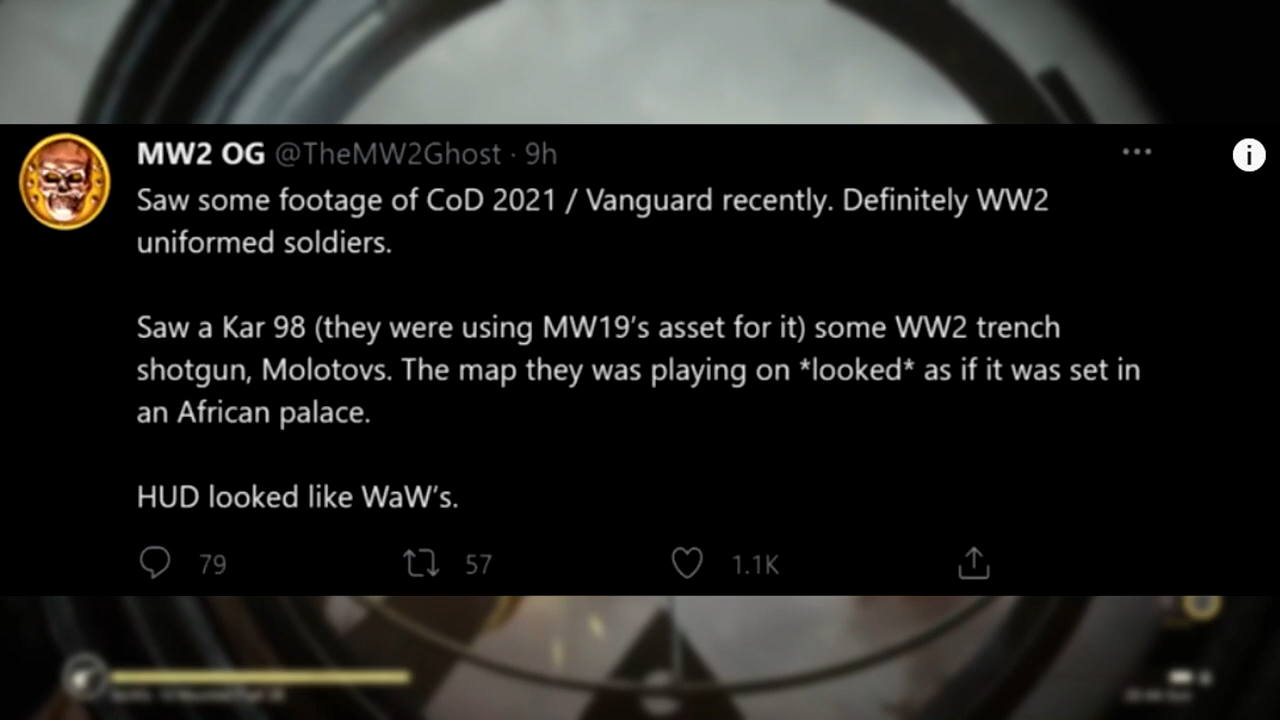 MW2 OG @TheMW2Ghost · 9h
Saw some footage of CoD 2021 / Vanguard recently. Definitely WW2
uniformed soldiers.
Saw a Kar 98 (they were using MW19's asset for it) some WW2 trench
shotgun, Molotovs. The map they was playing on *looked* as if it was set in
an African palace.
HUD looked like WaW's.
79 57 1.1K